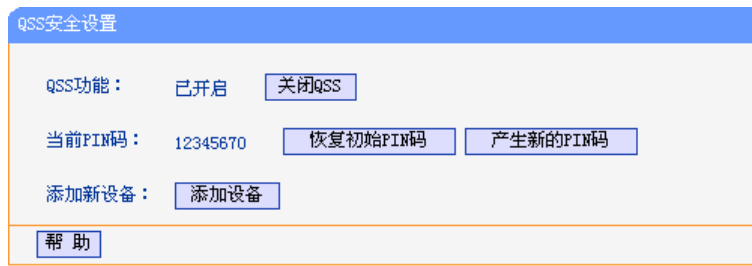 QSS安全设置
QSS功能： 已开启 关闭QSS
当前PIN码： 12345670 恢复初始PIN码 产生新的PIN码
添加新设备： 添加设备
帮 助